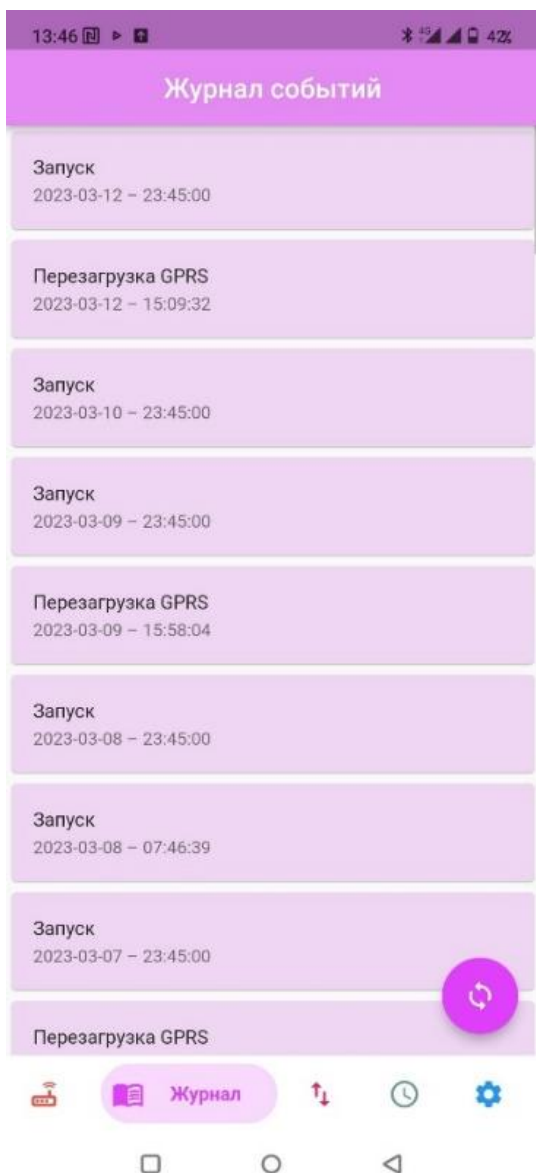 13:46 4G 42%
Журнал событий
Запуск
2023-03-12 – 23:45:00
Перезагрузка GPRS
2023-03-12 – 15:09:32
Запуск
2023-03-10 – 23:45:00
Запуск
2023-03-09 – 23:45:00
Перезагрузка GPRS
2023-03-09 – 15:58:04
Запуск
2023-03-08 – 23:45:00
Запуск
2023-03-08 – 07:46:39
Запуск
2023-03-07 – 23:45:00
Перезагрузка GPRS
Журнал